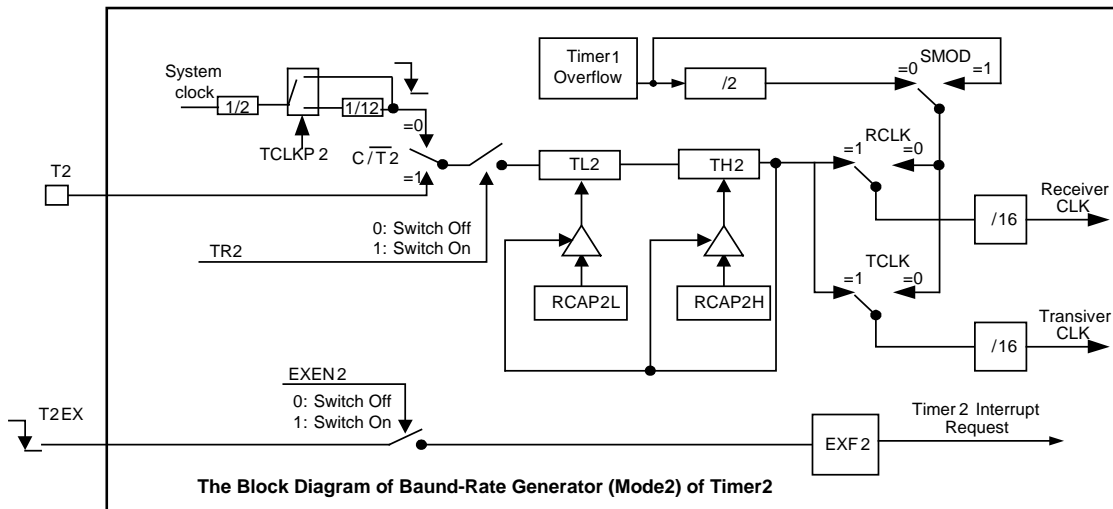 Timer1
Overflow
SMOD
=0
=1
/2
System
clock
1/2
1/12
=0
TCLKP2
C/T2
=1
T2
TL2
TH2
=1
RCLK
=0
/16
Receiver
CLK
0: Switch Off
1: Switch On
TR2
TCLK
=1
=0
RCAP2L
RCAP2H
/16
Transiver
CLK
EXEN2
0: Switch Off
1: Switch On
T2EX
EXF2
Timer2 Interrupt
Request
The Block Diagram of Baund-Rate Generator (Mode2) of Timer2